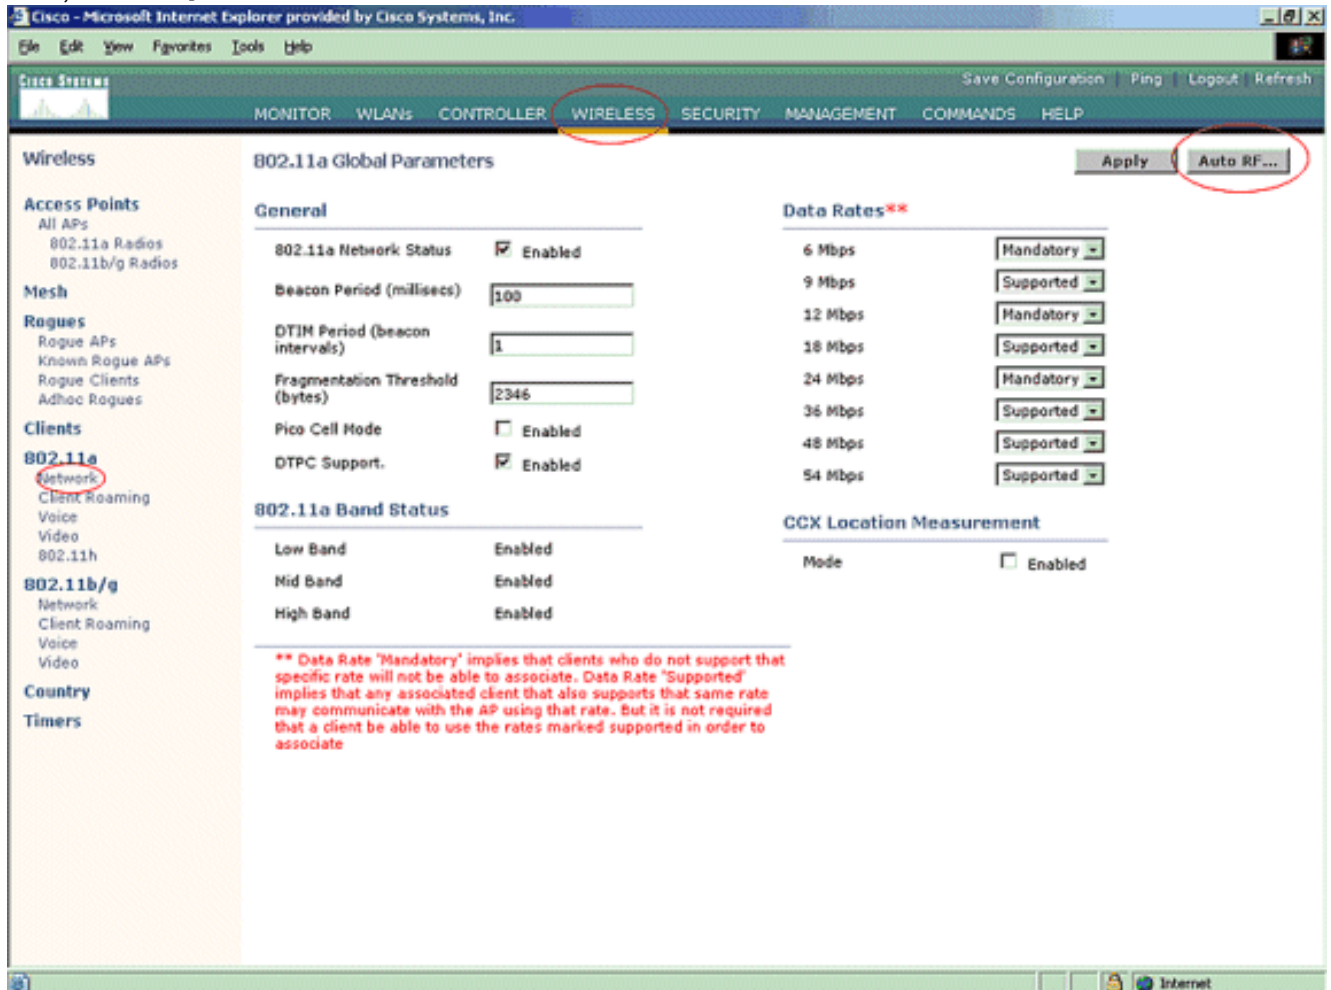 Cisco - Microsoft Internet Explorer provided by Cisco Systems, Inc.
File Edit View Favorites Tools Help
Cisco Systems
Save Configuration | Ping | Logout | Refresh
MONITOR WLANs CONTROLLER WIRELESS SECURITY MANAGEMENT COMMANDS HELP
Wireless
Access Points
All APs
802.11a Radios
802.11b/g Radios
Mesh
Rogues
Rogue APs
Known Rogue APs
Rogue Clients
Adhoc Rogues
Clients
802.11a
Network
Client Roaming
Voice
Video
802.11h
802.11b/g
Network
Client Roaming
Voice
Video
Country
Timers
802.11a Global Parameters
Apply
Auto RF...
General
802.11a Network Status Enabled
Beacon Period (millisecs) 100
DTIM Period (beacon
intervals) 1
Fragmentation Threshold
(bytes) 2346
Pico Cell Mode Enabled
DTPC Support. Enabled
802.11a Band Status
Low Band Enabled
Mid Band Enabled
High Band Enabled
Data Rates**
6 Mbps Mandatory
9 Mbps Supported
12 Mbps Mandatory
18 Mbps Supported
24 Mbps Mandatory
36 Mbps Supported
48 Mbps Supported
54 Mbps Supported
CCX Location Measurement
Mode Enabled
** Data Rate 'Mandatory' implies that clients who do not support that
specific rate will not be able to associate. Data Rate 'Supported'
implies that any associated client that also supports that same rate
may communicate with the AP using that rate. But it is not required
that a client be able to use the rates marked supported in order to
associate
Internet